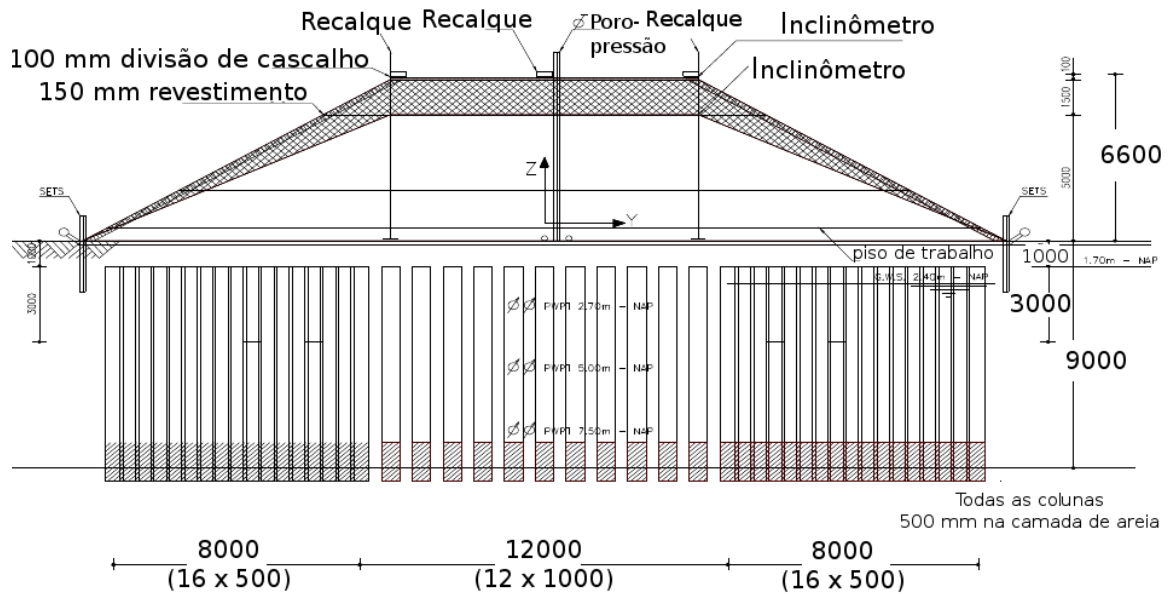 Recalque Recalque Poro- Recalque Inclinômetro
pressão
100 mm divisão de cascalho
Inclinômetro
150 mm revestimento
100
1500
5000
6600
Z
Y
SETS
SETS
piso de trabalho
1000
1000
1.70m – NAP
G.W.S. 2.40m – NAP
3000
3000
PWPT 2.70m – NAP
PWPT 5.00m – NAP
9000
PWPT 7.50m – NAP
Todas as colunas
500 mm na camada de areia
8000 12000 8000
(16 x 500) (12 x 1000) (16 x 500)